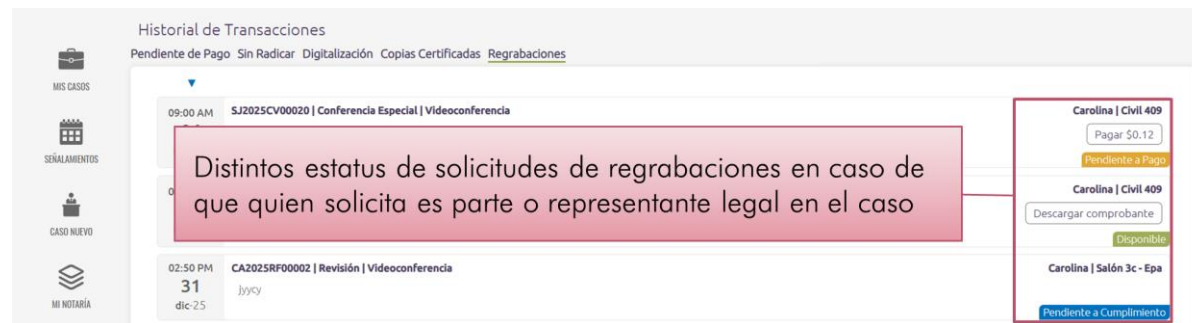 Historial de Transacciones
Pendiente de Pago Sin Radicar Digitalización Copias Certificadas Regrabaciones
MIS CASOS
SEÑALAMIENTOS
CASO NUEVO
MI NOTARÍA
09:00 AM SJ2025CV00020 | Conferencia Especial | Videoconferencia
Carolina | Civil 409
Pagar $0.12
Pendiente a Pago
Distintos estatus de solicitudes de regrabaciones en caso de
que quien solicita es parte o representante legal en el caso
Carolina | Civil 409
Descargar comprobante
Disponible
02:50 PM CA2025RF00002 | Revisión | Videoconferencia
31 Jyycy
dic-25
Carolina | Salón 3c - Epa
Pendiente a Cumplimiento